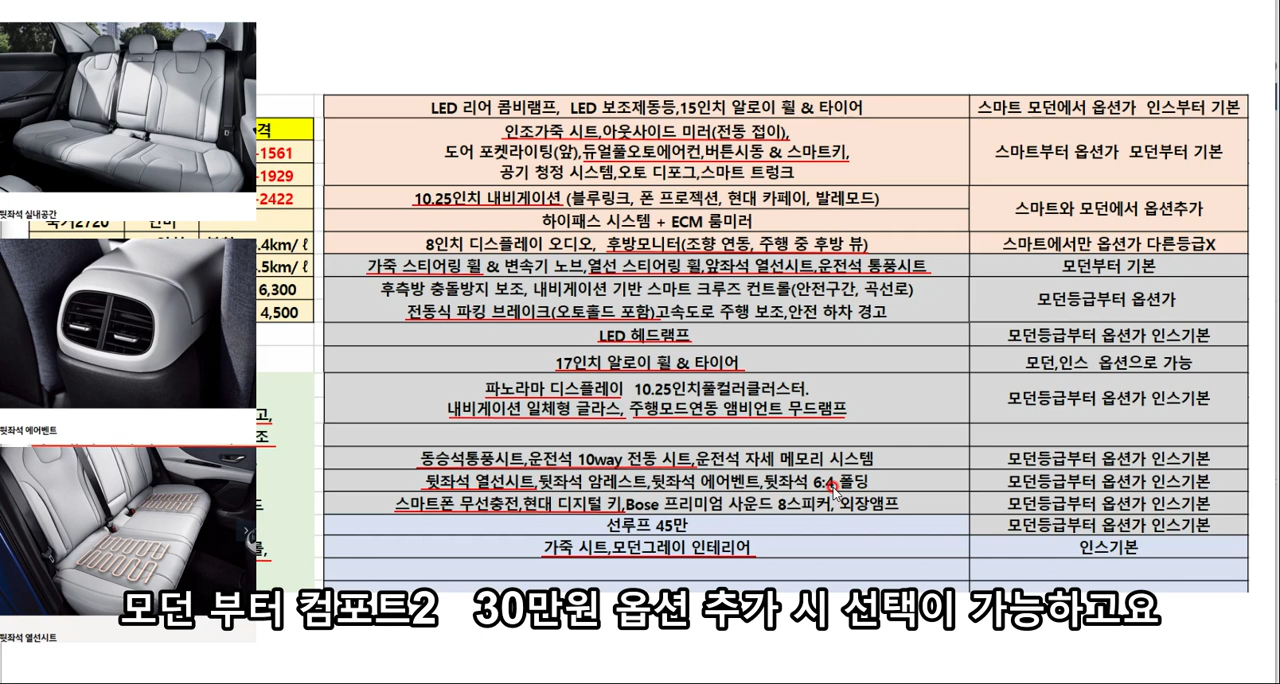 LED 리어 콤비램프, LED 보조제동등,15인치 알로이 휠 & 타이어
스마트 모던에서 옵션가 인스부터 기본
격
인조가죽 시트,아웃사이드 미러(전동 접이),
도어 포켓라이팅(앞),듀얼풀오토에어컨,버튼시동 & 스마트키,
공기 청정 시스템,오토 디포그,스마트 트렁크
스마트부터 옵션가 모던부터 기본
-1561
-1929
-2422
10.25인치 내비게이션 (블루링크, 폰 프로젝션, 현대 카페이, 발레모드)
하이패스 시스템 + ECM 룸미러
스마트와 모던에서 옵션추가
뒷좌석 실내공간
8인치 디스플레이 오디오, 후방모니터(조향 연동, 주행 중 후방 뷰)
스마트에서만 옵션가 다른등급X
.4km/ℓ
.5km/ℓ
6,300
4,500
가죽 스티어링 휠 & 변속기 노브,열선 스티어링 휠,앞좌석 열선시트,운전석 통풍시트
모던부터 기본
후측방 충돌방지 보조, 내비게이션 기반 스마트 크루즈 컨트롤(안전구간, 곡선로)
전동식 파킹 브레이크(오토홀드 포함)고속도로 주행 보조,안전 하차 경고
모던등급부터 옵션가
LED 헤드램프
모던등급부터 옵션가 인스기본
17인치 알로이 휠 & 타이어
모던,인스 옵션으로 가능
파노라마 디스플레이 10.25인치풀컬러클러스터.
내비게이션 일체형 글라스, 주행모드연동 앰비언트 무드램프
모던등급부터 옵션가 인스기본
고,
조
뒷좌석 에어벤트
동승석통풍시트,운전석 10way 전동 시트,운전석 자세 메모리 시스템
모던등급부터 옵션가 인스기본
뒷좌석 열선시트,뒷좌석 암레스트,뒷좌석 에어벤트,뒷좌석 6:4 폴딩
모던등급부터 옵션가 인스기본
스마트폰 무선충전,현대 디지털 키,Bose 프리미엄 사운드 8스피커, 외장앰프
모던등급부터 옵션가 인스기본
드
선루프 45만
모던등급부터 옵션가 인스기본
가죽 시트,모던그레이 인테리어
인스기본
모던 부터 컴포트2 30만원 옵션 추가 시 선택이 가능하고요
뒷좌석 열선시트